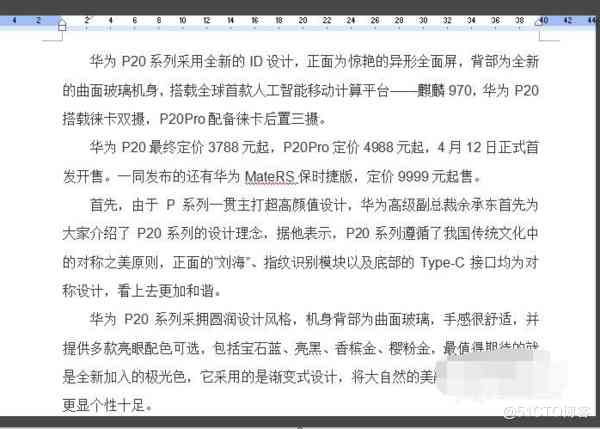 4 2 2 4 6 8 10 12 14 16 18 20 22 24 26 28 30 32 34 36 38 40 42 44
华为 P20 系列采用全新的 ID 设计，正面为惊艳的异形全面屏，背部为全新
的曲面玻璃机身，搭载全球首款人工智能移动计算平台——麒麟 970，华为 P20
搭载徕卡双摄，P20Pro 配备徕卡后置三摄。
华为 P20 最终定价 3788 元起，P20Pro 定价 4988 元起，4 月 12 日正式首
发开售。一同发布的还有华为 MateRS 保时捷版，定价 9999 元起售。
首先，由于 P 系列一贯主打超高颜值设计，华为高级副总裁余承东首先为
大家介绍了 P20 系列的设计理念，据他表示，P20 系列遵循了我国传统文化中
的对称之美原则，正面的“刘海”、指纹识别模块以及底部的 Type-C 接口均为对
称设计，看上去更加和谐。
华为 P20 系列采拥圆润设计风格，机身背部为曲面玻璃，手感很舒适，并
提供多款亮眼配色可选，包括宝石蓝、亮黑、香槟金、樱粉金，最值得期待的就
是全新加入的极光色，它采用的是渐变式设计，将大自然的美
更显个性十足。
@51CTO博客